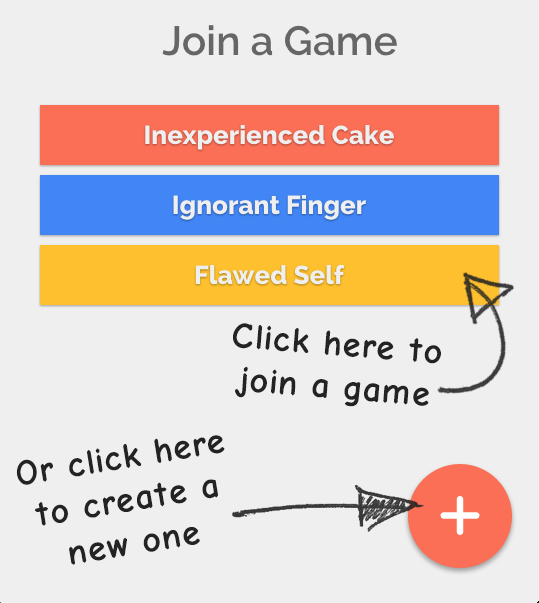 Join a Game
Inexperienced Cake
Ignorant Finger
Flawed Self
Click here to
join a game
Or click here
to create a
new one
+